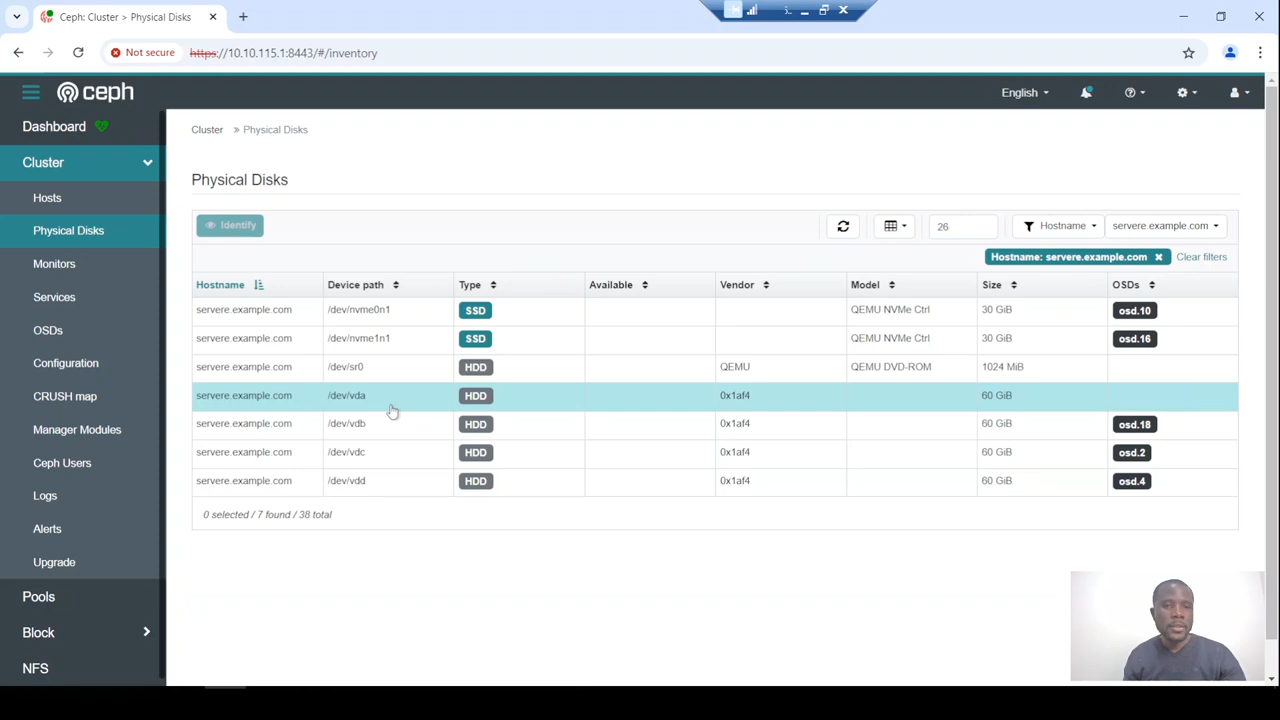 Ceph: Cluster > Physical Disks
Not secure https://10.10.115.1:8443/#/inventory
ceph
English
Dashboard
Cluster
Hosts
Physical Disks
Monitors
Services
OSDs
Configuration
CRUSH map
Manager Modules
Ceph Users
Logs
Alerts
Upgrade
Pools
Block
NFS
Cluster » Physical Disks
Physical Disks
Identify 26 Hostname servere.example.com
Hostname: servere.example.com Clear filters
Hostname Device path Type Available Vendor Model Size OSDs
servere.example.com /dev/nvme0n1 SSD QEMU NVMe Ctrl 30 GiB osd.10
servere.example.com /dev/nvme1n1 SSD QEMU NVMe Ctrl 30 GiB osd.16
servere.example.com /dev/sr0 HDD QEMU QEMU DVD-ROM 1024 MiB
servere.example.com /dev/vda HDD 0x1af4 60 GiB
servere.example.com /dev/vdb HDD 0x1af4 60 GiB osd.18
servere.example.com /dev/vdc HDD 0x1af4 60 GiB osd.2
servere.example.com /dev/vdd HDD 0x1af4 60 GiB osd.4
0 selected / 7 found / 38 total